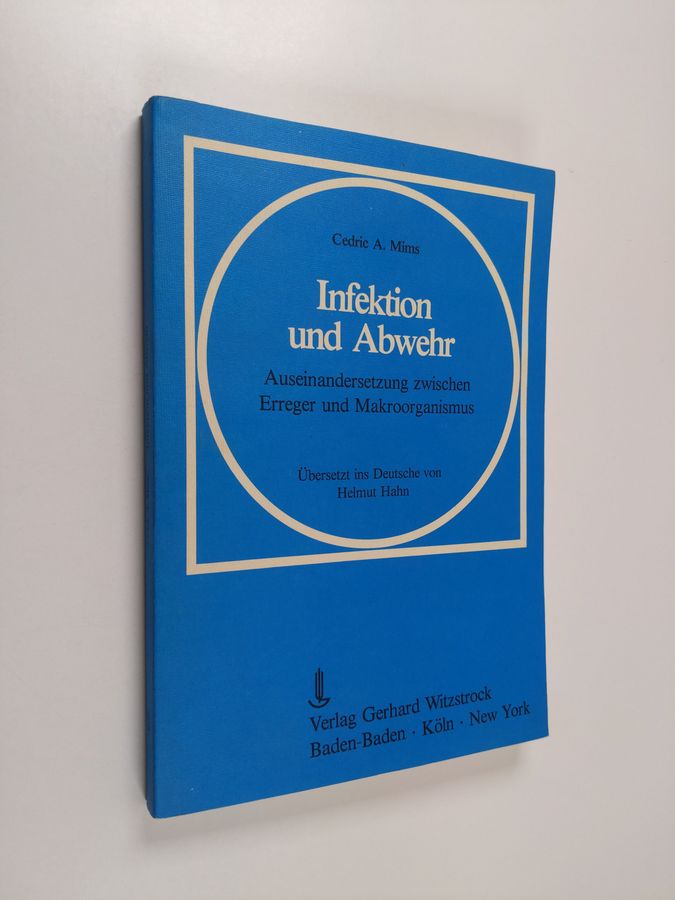 Cedric A. Mims
Infektion
und Abwehr
Auseinandersetzung zwischen
Erreger und Makroorganismus
Übersetzt ins Deutsche von
Helmut Hahn
Verlag Gerhard Witzstrock
Baden-Baden · Köln · New York